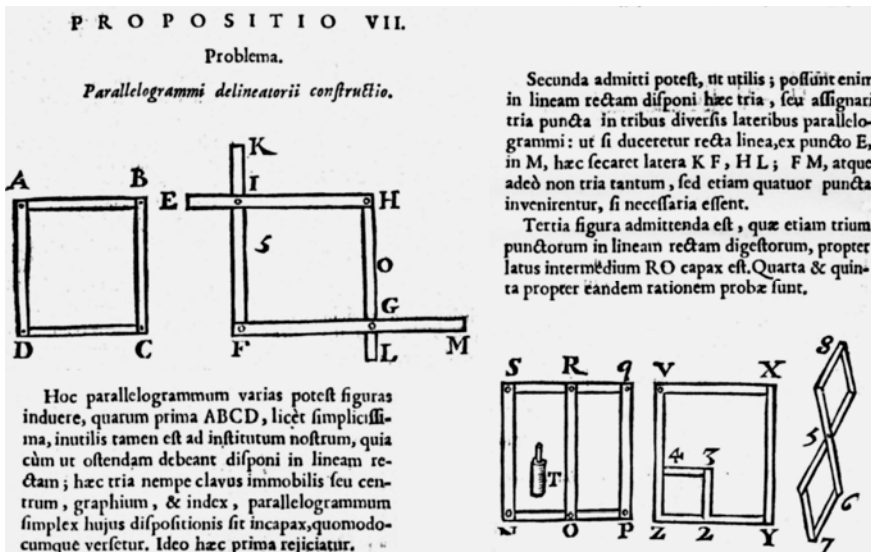 PROPOSITIO VII.
Problema.
Parallelogrammi delineatorii constructio.
A B
D C
K
I
E H
5
O
G
F L M
Hoc parallelogrammum varias potest figuras
induere, quarum prima ABCD, licèt simplicissi-
ma, inutilis tamen est ad institutum nostrum, quia
cùm ut ostendam debeant disponi in lineam re-
ctam; hæc tria nempe clavus immobilis seu cen-
trum, graphium, & index, parallelogrammum
simplex hujus dispositionis sit incapax, quomodo-
cumque versetur. Ideo hæc prima rejiciatur.
Secunda admitti potest, ut utilis; possunt enim
in lineam rectam disponi hæc tria, seu assignari
tria puncta in tribus diversis lateribus parallelo-
grammi: ut si duceretur recta linea, ex puncto E,
in M, hæc secaret latera KF, HL; FM, atque
adeò non tria tantum, sed etiam quatuor puncta
invenirentur, si necessaria essent.
Tertia figura admittenda est, quæ etiam trium
punctorum in lineam rectam digestorum, propter
latus intermedium RO capax est. Quarta & quin-
ta propter eandem rationem probæ sunt.
S R q
T
N O P
V X
4 3
Z 2 Y
8
5
6
7